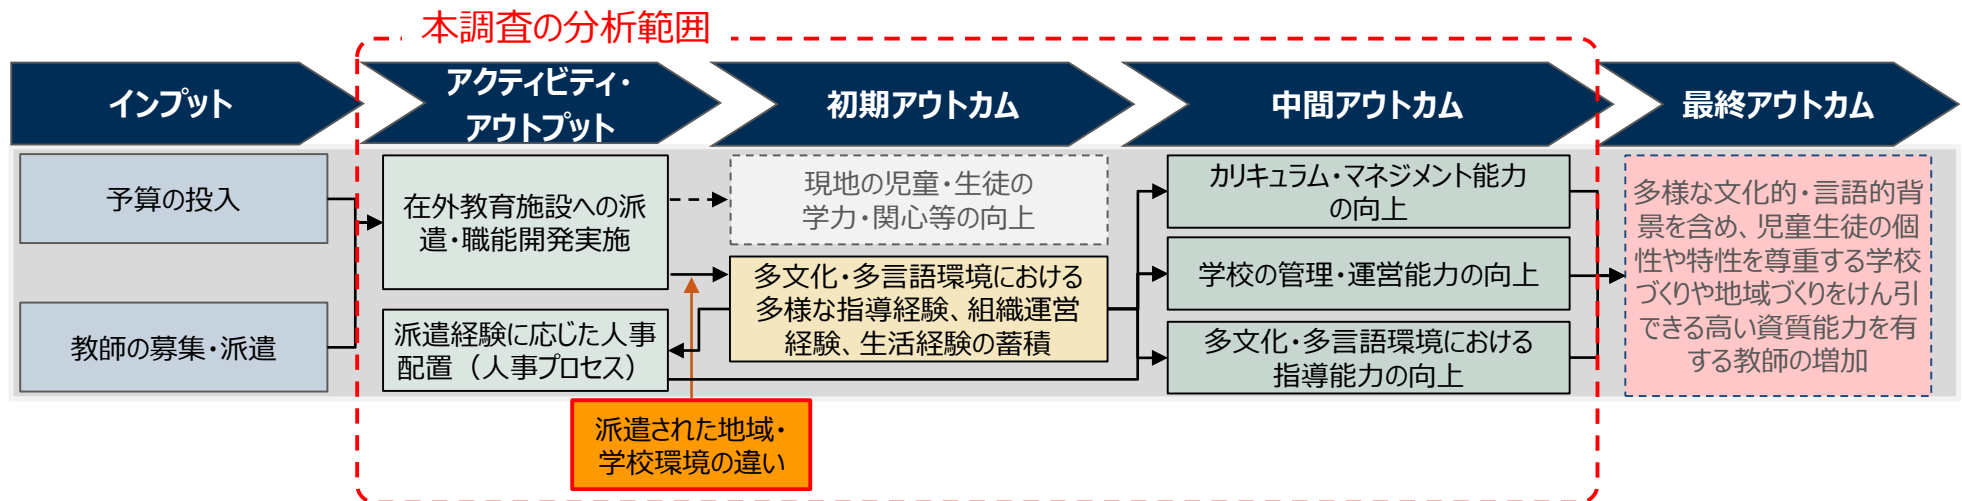 本調査の分析範囲
インプット
アクティビティ・
アウトプット
初期アウトカム
中間アウトカム
最終アウトカム
予算の投入
教師の募集・派遣
在外教育施設への派
遣・職能開発実施
派遣経験に応じた人事
配置（人事プロセス）
現地の児童・生徒の
学力・関心等の向上
多文化・多言語環境における
多様な指導経験、組織運営
経験、生活経験の蓄積
カリキュラム・マネジメント能力
の向上
学校の管理・運営能力の向上
多文化・多言語環境における
指導能力の向上
多様な文化的・言語的背
景を含め、児童生徒の個
性や特性を尊重する学校
づくりや地域づくりをけん引
できる高い資質能力を有
する教師の増加
派遣された地域・
学校環境の違い